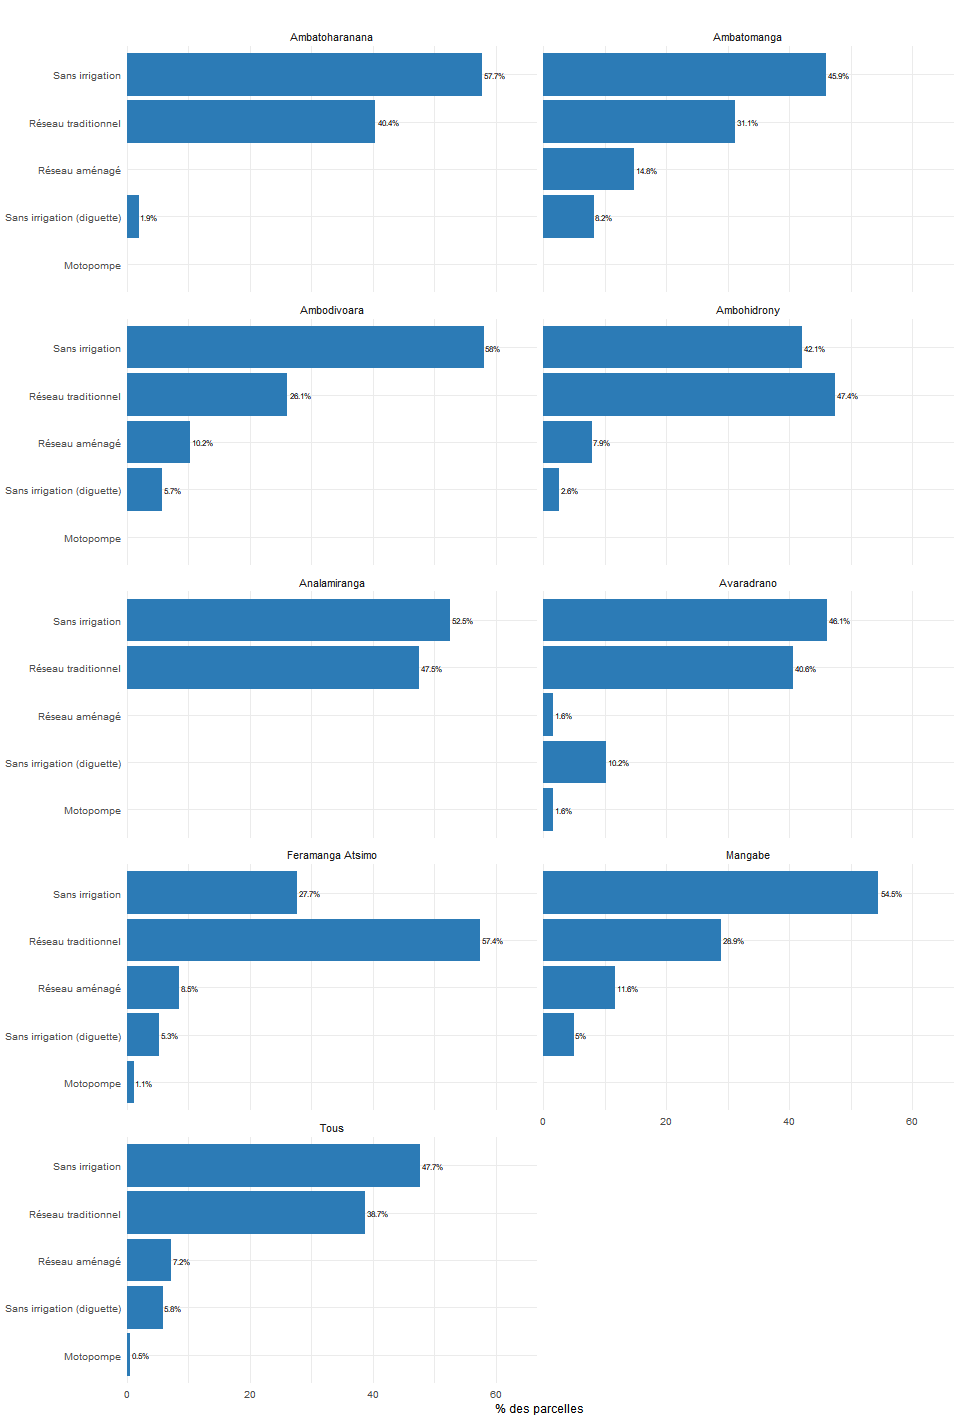 Ambatoharanana
Ambatomanga
Sans irrigation
57.7%
45.9%
Réseau traditionnel
40.4%
31.1%
Réseau aménagé
14.8%
Sans irrigation (diguette)
1.9%
8.2%
Motopompe
Ambodivoara
Ambohidrony
Sans irrigation
58%
42.1%
Réseau traditionnel
26.1%
47.4%
Réseau aménagé
10.2%
7.9%
Sans irrigation (diguette)
5.7%
2.6%
Motopompe
Analamiranga
Avaradrano
Sans irrigation
52.5%
46.1%
Réseau traditionnel
47.5%
40.6%
Réseau aménagé
1.6%
Sans irrigation (diguette)
10.2%
Motopompe
1.6%
Feramanga Atsimo
Mangabe
Sans irrigation
27.7%
54.5%
Réseau traditionnel
57.4%
28.9%
Réseau aménagé
8.5%
11.6%
Sans irrigation (diguette)
5.3%
5%
Motopompe
1.1%
0 20 40 60
Tous
Sans irrigation
47.7%
Réseau traditionnel
38.7%
Réseau aménagé
7.2%
Sans irrigation (diguette)
5.8%
Motopompe
0.5%
0 20 40 60
% des parcelles